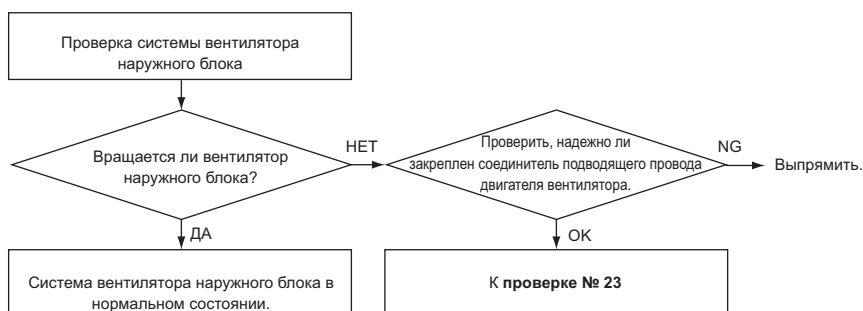 Проверка системы вентилятора
наружного блока
Вращается ли вентилятор
наружного блока?
НЕТ
Проверить, надежно ли
закреплен соединитель подводящего провода
двигателя вентилятора.
NG
Выпрямить.
ДА
OK
Система вентилятора наружного блока в
нормальном состоянии.
К проверке № 23